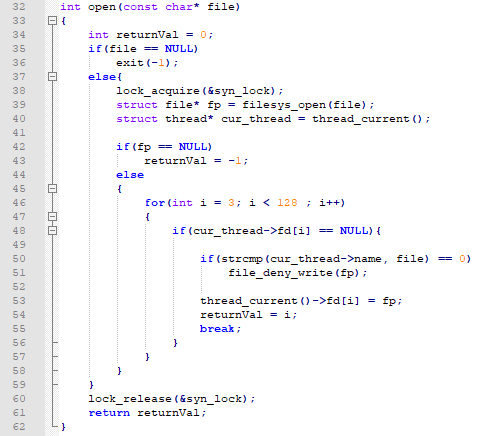 32 int open(const char* file)
33 {
34     int returnVal = 0;
35     if(file == NULL)
36         exit(-1);
37     else{
38         lock_acquire(&syn_lock);
39         struct file* fp = filesys_open(file);
40         struct thread* cur_thread = thread_current();
41
42         if(fp == NULL)
43             returnVal = -1;
44         else
45         {
46             for(int i = 3; i < 128 ; i++)
47             {
48                 if(cur_thread->fd[i] == NULL){
49
50                     if(strcmp(cur_thread->name, file) == 0)
51                         file_deny_write(fp);
52
53                     thread_current()->fd[i] = fp;
54                     returnVal = i;
55                     break;
56                 }
57             }
58         }
59     }
60     lock_release(&syn_lock);
61     return returnVal;
62 }